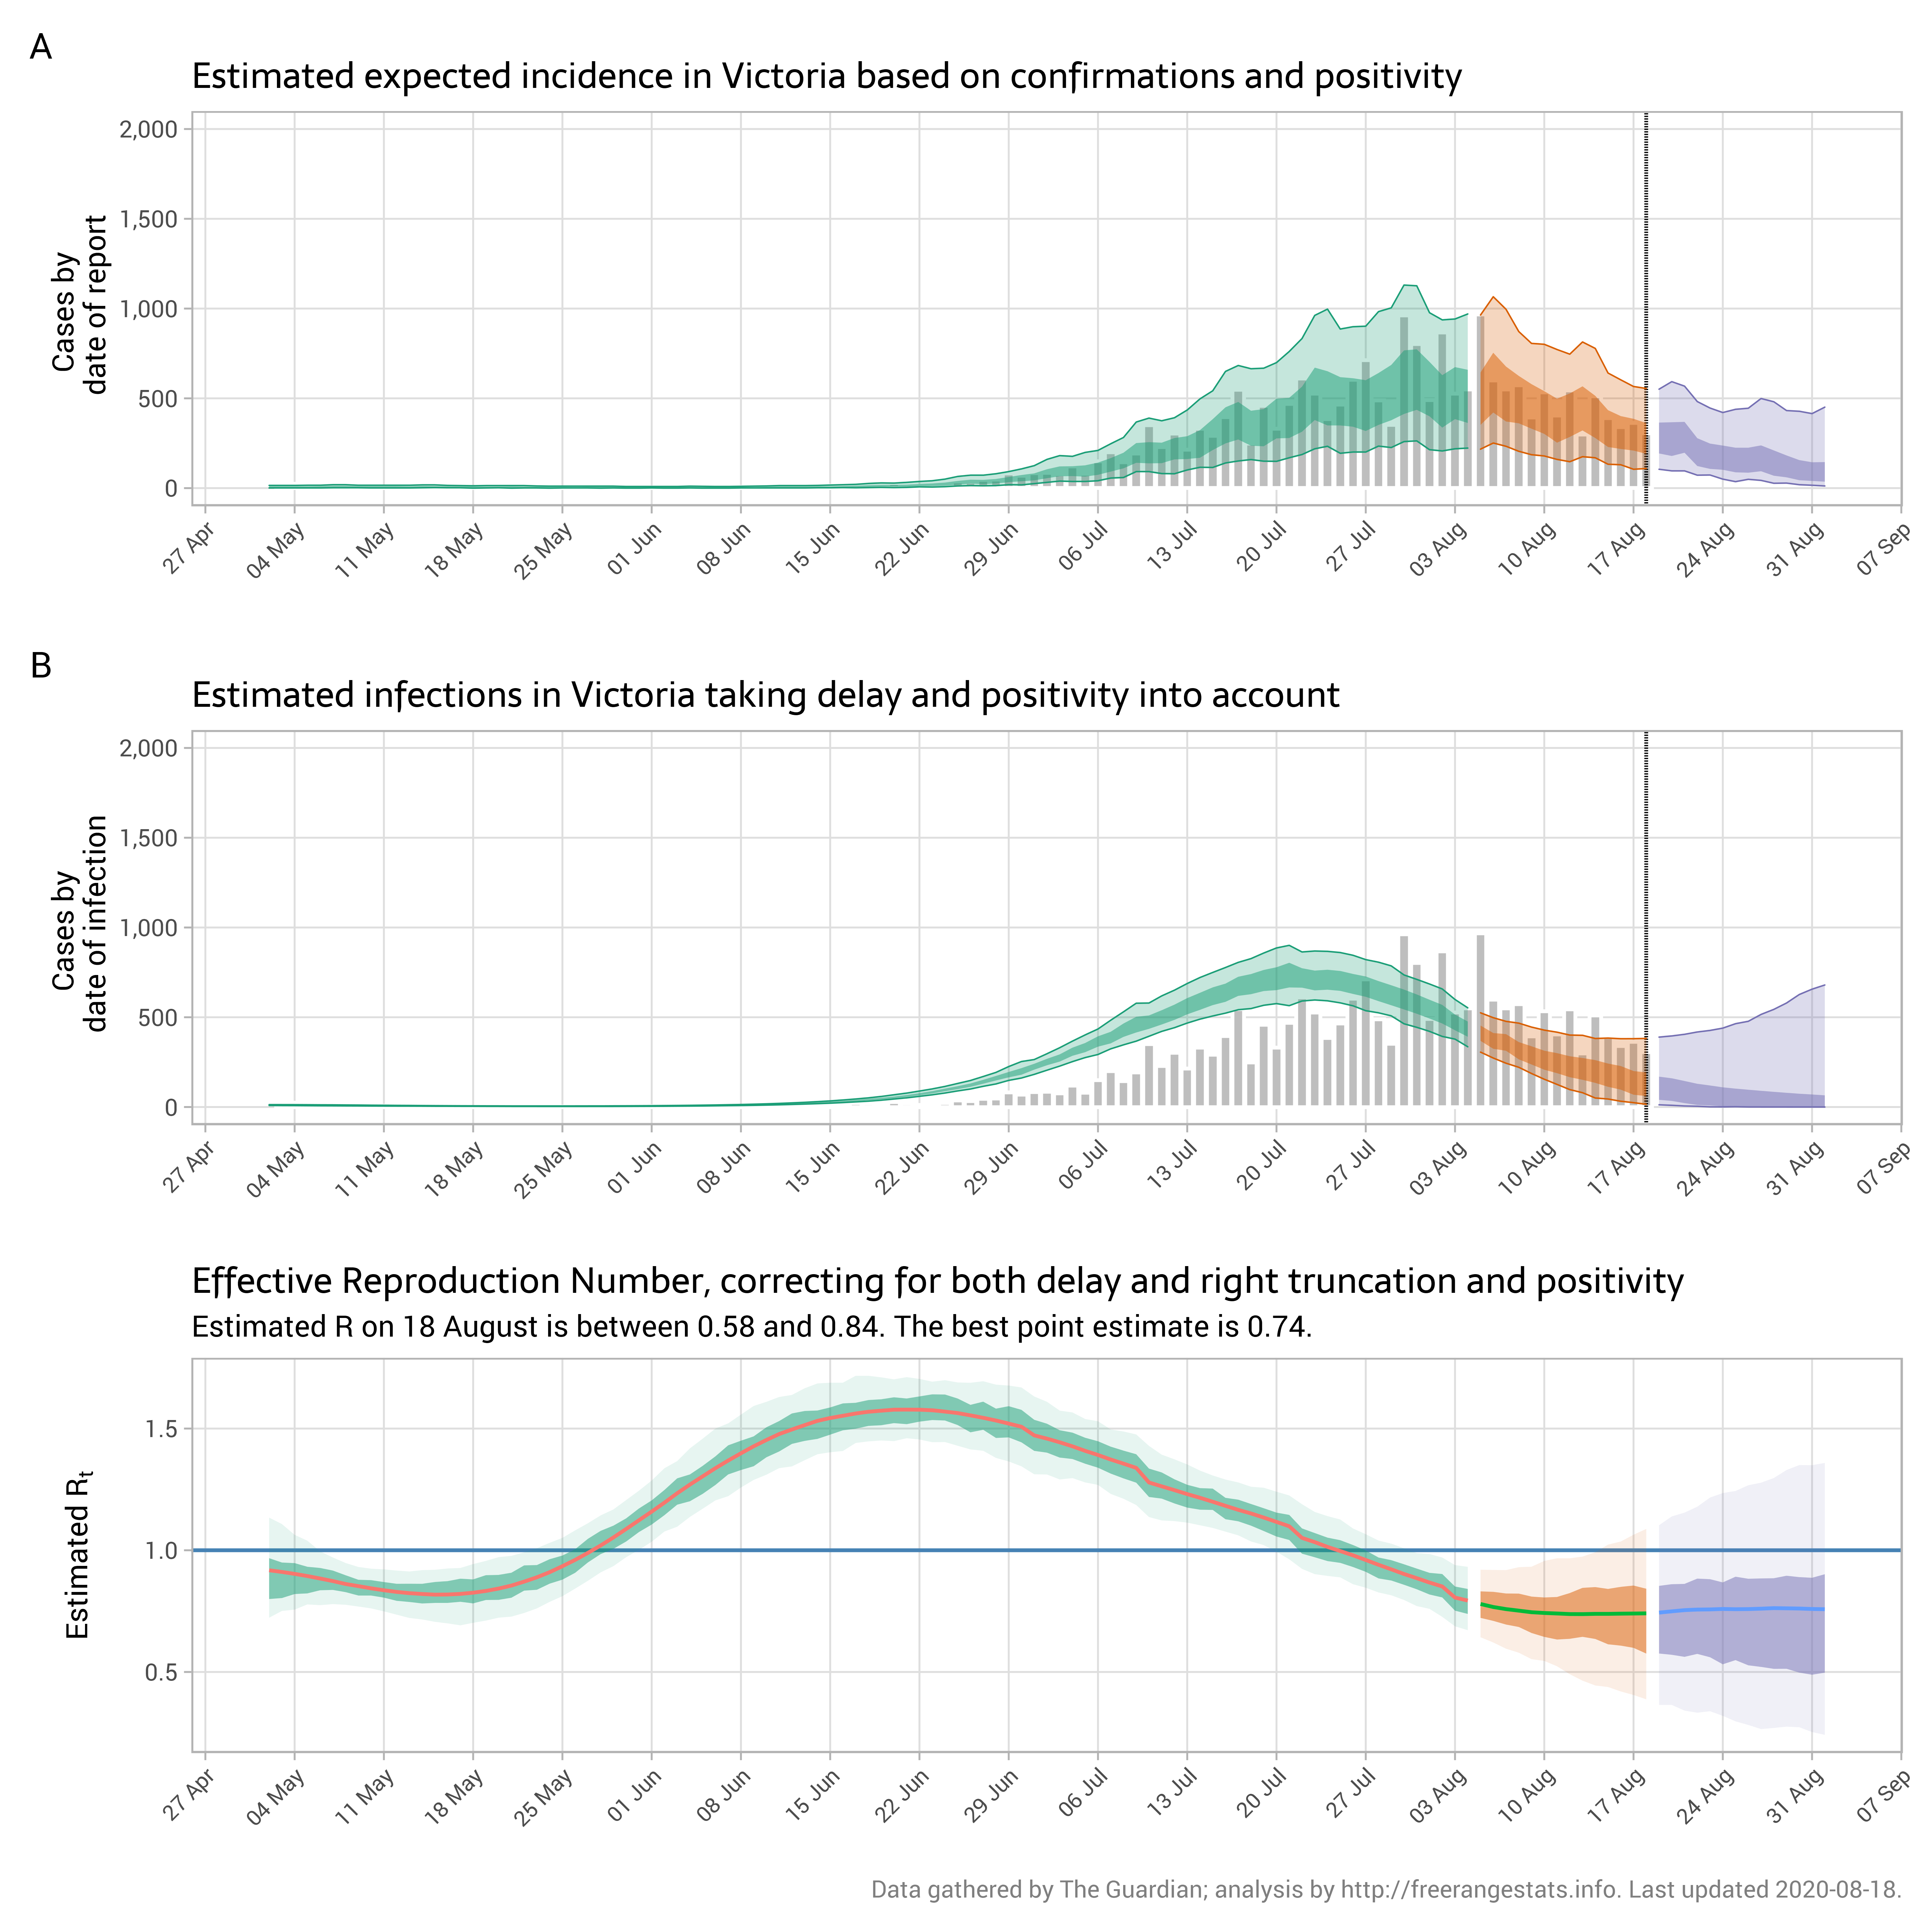 A
Estimated expected incidence in Victoria based on confirmations and positivity
Cases by
date of report
2,000
1,500
1,000
500
0
27 Apr
04 May
11 May
18 May
25 May
01 Jun
08 Jun
15 Jun
22 Jun
29 Jun
06 Jul
13 Jul
20 Jul
27 Jul
03 Aug
10 Aug
17 Aug
24 Aug
31 Aug
07 Sep
B
Estimated infections in Victoria taking delay and positivity into account
Cases by
date of infection
2,000
1,500
1,000
500
0
27 Apr
04 May
11 May
18 May
25 May
01 Jun
08 Jun
15 Jun
22 Jun
29 Jun
06 Jul
13 Jul
20 Jul
27 Jul
03 Aug
10 Aug
17 Aug
24 Aug
31 Aug
07 Sep
Effective Reproduction Number, correcting for both delay and right truncation and positivity
Estimated R on 18 August is between 0.58 and 0.84. The best point estimate is 0.74.
Estimated Rt
1.5
1.0
0.5
27 Apr
04 May
11 May
18 May
25 May
01 Jun
08 Jun
15 Jun
22 Jun
29 Jun
06 Jul
13 Jul
20 Jul
27 Jul
03 Aug
10 Aug
17 Aug
24 Aug
31 Aug
07 Sep
Data gathered by The Guardian; analysis by http://freerangestats.info. Last updated 2020-08-18.